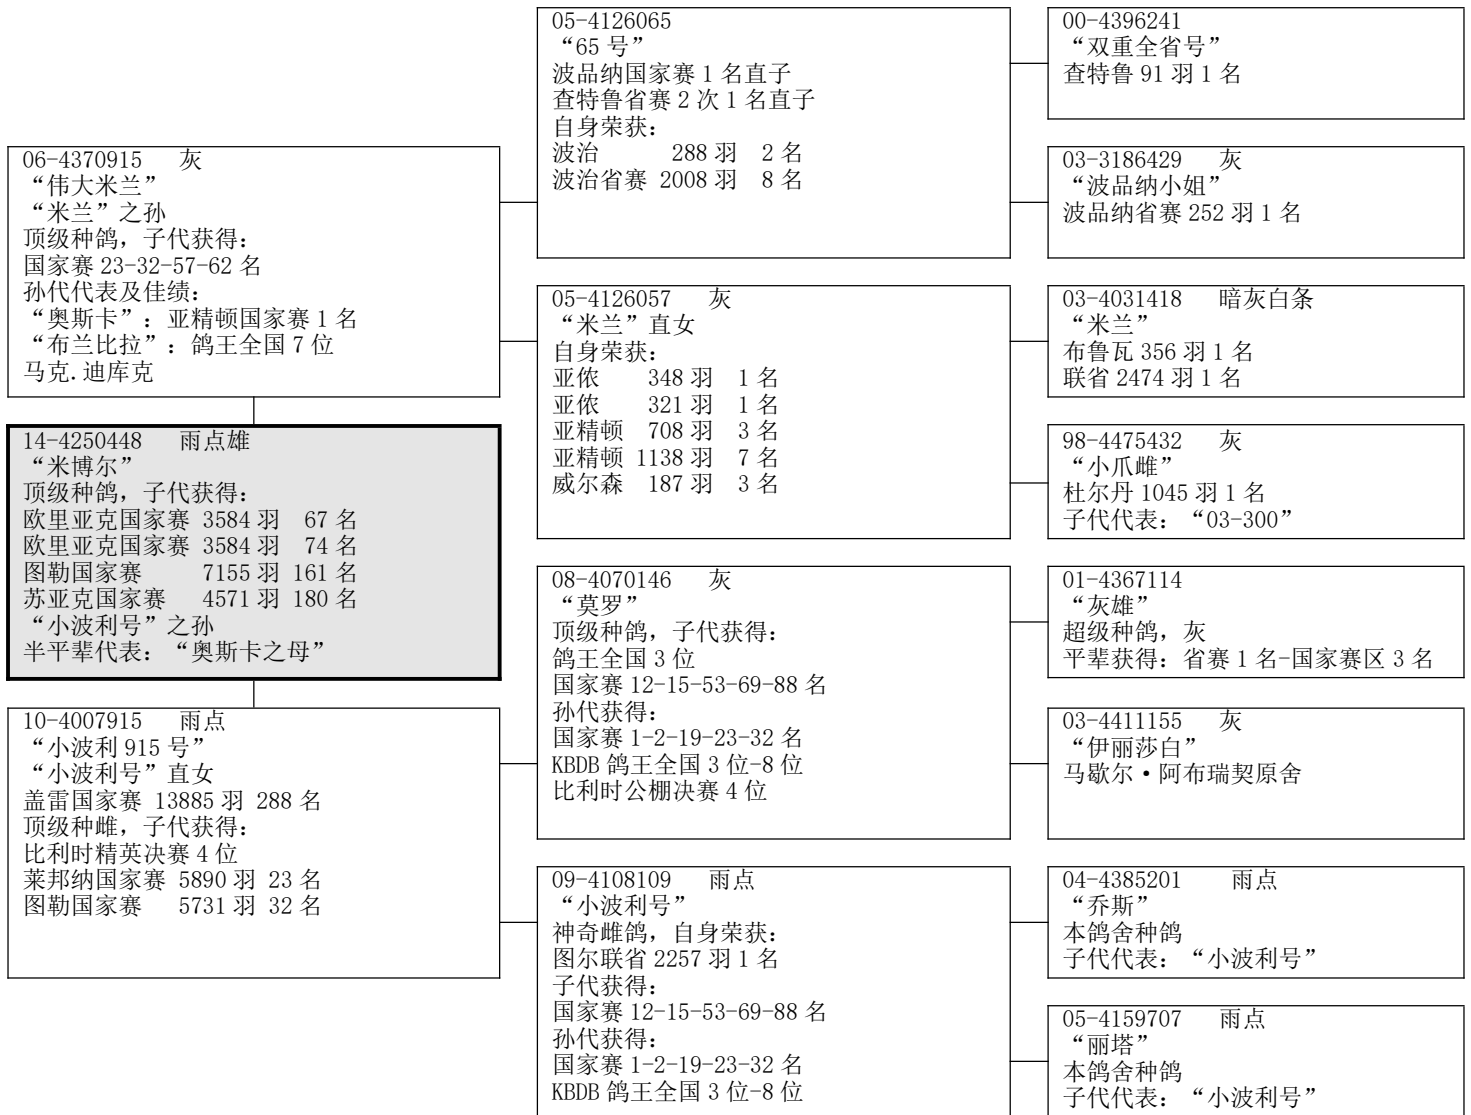 06-4370915 灰
“伟大米兰”
“米兰”之孙
顶级种鸽，子代获得：
国家赛 23-32-57-62 名
孙代代表及佳绩：
“奥斯卡”：亚精顿国家赛 1 名
“布兰比拉”：鸽王全国 7 位
马克.迪库克
14-4250448 雨点雄
“米博尔”
顶级种鸽，子代获得：
欧里亚克国家赛 3584 羽 67 名
欧里亚克国家赛 3584 羽 74 名
图勒国家赛 7155 羽 161 名
苏亚克国家赛 4571 羽 180 名
“小波利号”之孙
半平辈代表：“奥斯卡之母”
10-4007915 雨点
“小波利 915 号”
“小波利号”直女
盖雷国家赛 13885 羽 288 名
顶级种雌，子代获得：
比利时精英决赛 4 位
莱邦纳国家赛 5890 羽 23 名
图勒国家赛 5731 羽 32 名
05-4126065
“65 号”
波品纳国家赛 1 名直子
查特鲁省赛 2 次 1 名直子
自身荣获：
波治 288 羽 2 名
波治省赛 2008 羽 8 名
05-4126057 灰
“米兰”直女
自身荣获：
亚侬 348 羽 1 名
亚侬 321 羽 1 名
亚精顿 708 羽 3 名
亚精顿 1138 羽 7 名
威尔森 187 羽 3 名
08-4070146 灰
“莫罗”
顶级种鸽，子代获得：
鸽王全国 3 位
国家赛 12-15-53-69-88 名
孙代获得：
国家赛 1-2-19-23-32 名
KBDB 鸽王全国 3 位-8 位
比利时公棚决赛 4 位
09-4108109 雨点
“小波利号”
神奇雌鸽，自身荣获：
图尔联省 2257 羽 1 名
子代获得：
国家赛 12-15-53-69-88 名
孙代获得：
国家赛 1-2-19-23-32 名
KBDB 鸽王全国 3 位-8 位
00-4396241
“双重全省号”
查特鲁 91 羽 1 名
03-3186429 灰
“波品纳小姐”
波品纳省赛 252 羽 1 名
03-4031418 暗灰白条
“米兰”
布鲁瓦 356 羽 1 名
联省 2474 羽 1 名
98-4475432 灰
“小爪雌”
杜尔丹 1045 羽 1 名
子代代表：“03-300”
01-4367114
“灰雄”
超级种鸽，灰
平辈获得：省赛 1 名-国家赛区 3 名
03-4411155 灰
“伊丽莎白”
马歇尔·阿布瑞契原舍
04-4385201 雨点
“乔斯”
本鸽舍种鸽
子代代表：“小波利号”
05-4159707 雨点
“丽塔”
本鸽舍种鸽
子代代表：“小波利号”